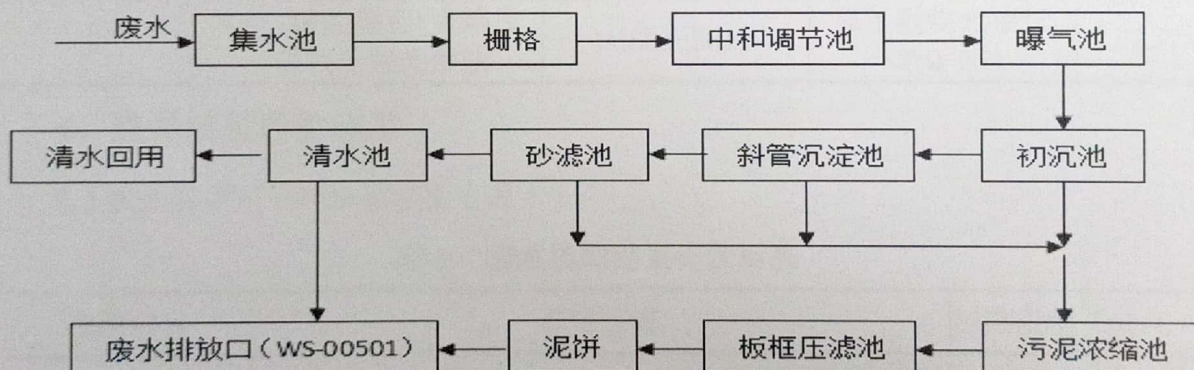 废水 集水池 栅格 中和调节池 曝气池
清水回用 清水池 砂滤池 斜管沉淀池 初沉池
废水排放口（WS-00501） 泥饼 板框压滤池 污泥浓缩池